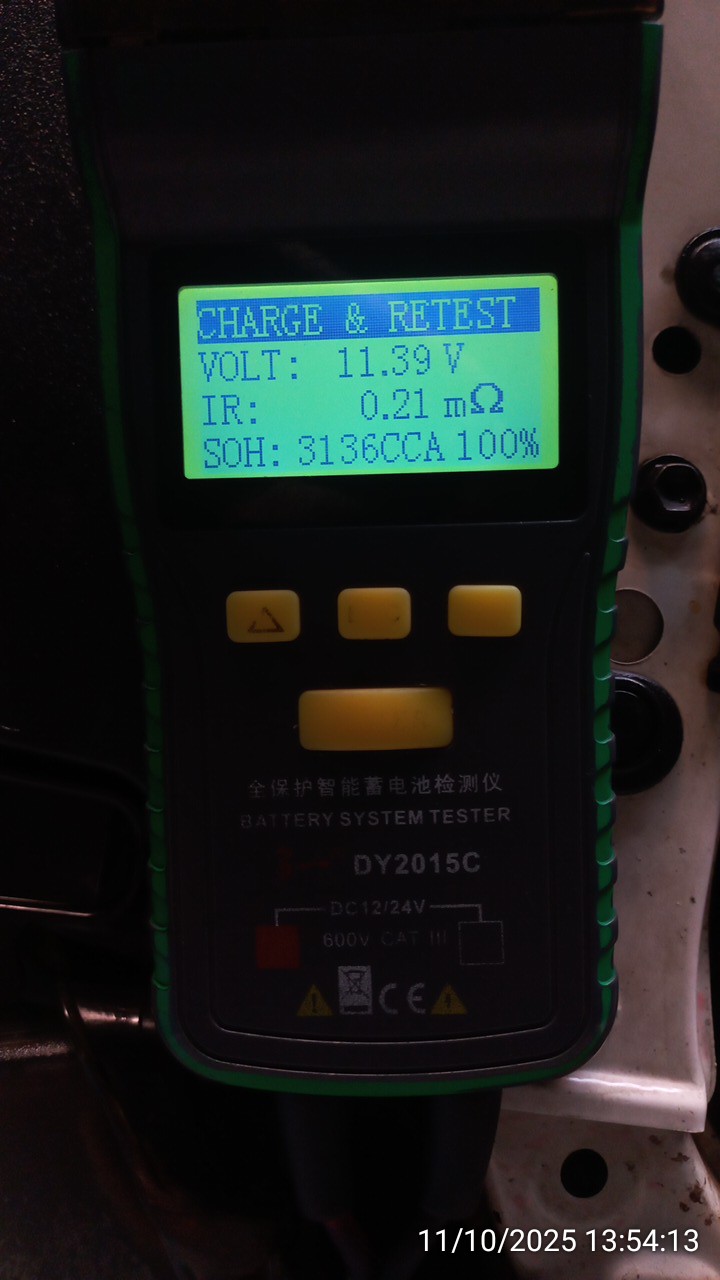 CHARGE & RETEST
VOLT: 11.39 V
IR: 0.21 mΩ
SOH: 3136CCA 100%
全保护智能蓄电池检测仪
BATTERY SYSTEM TESTER
DY2015C
DC12/24V
600V CAT III
CE
11/10/2025 13:54:13